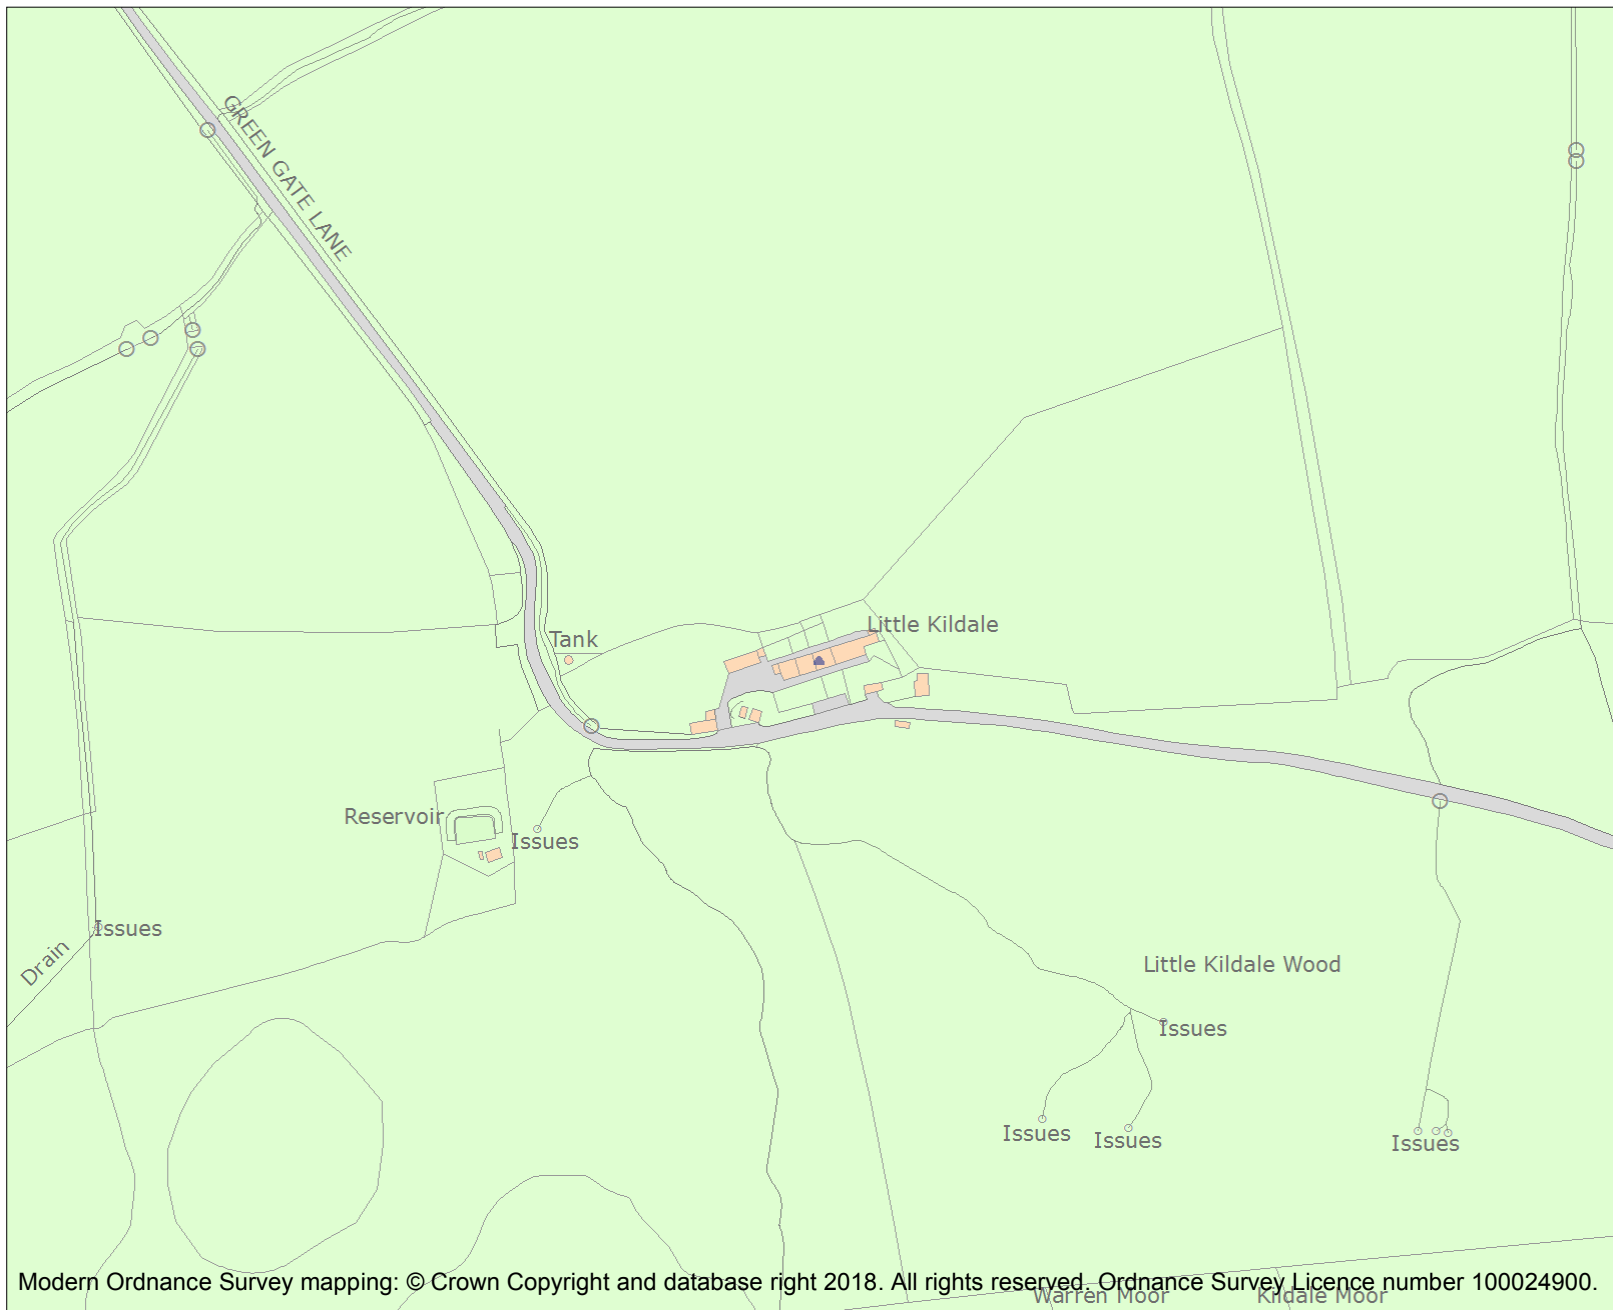 GREEN GATE LANE
Little Kildale
Tank
Reservoir
Issues
Issues
Drain
Little Kildale Wood
Issues
Issues
Issues
Issues
Modern Ordnance Survey mapping: © Crown Copyright and database right 2018. All rights reserved. Ordnance Survey Licence number 100024900.
Warren Moor
Kildale Moor